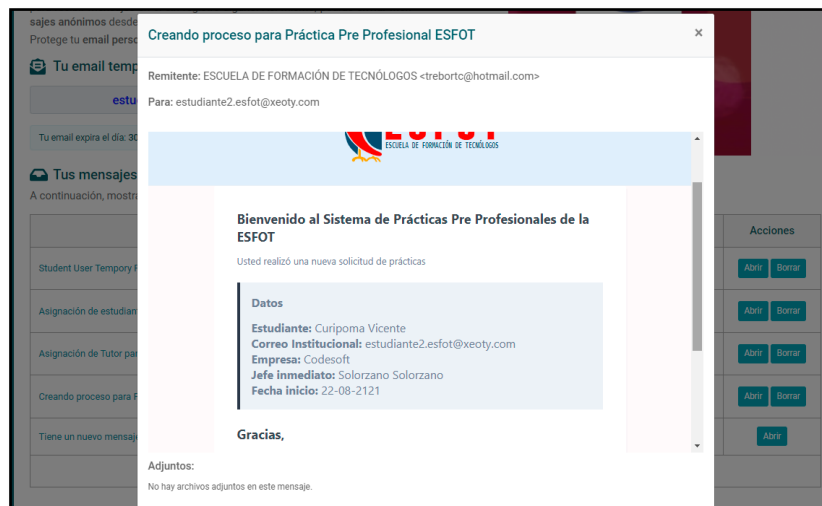 sajes anónimos desde
Protege tu email perso
Tu email temp
estu
Tu email expira el día: 30
Tus mensajes
A continuación, mostra
Acciones
Student User Tempory P
Abrir Borrar
Asignación de estudian
Abrir Borrar
Asignación de Tutor par
Abrir Borrar
Creando proceso para P
Abrir Borrar
Tiene un nuevo mensaj
Abrir
Creando proceso para Práctica Pre Profesional ESFOT
×
Remitente: ESCUELA DE FORMACIÓN DE TECNÓLOGOS <trebortc@hotmail.com>
Para: estudiante2.esfot@xeoty.com
ESFOT
ESCUELA DE FORMACIÓN DE TECNÓLOGOS
Bienvenido al Sistema de Prácticas Pre Profesionales de la
ESFOT
Usted realizó una nueva solicitud de prácticas
Datos
Estudiante: Curipoma Vicente
Correo Institucional: estudiante2.esfot@xeoty.com
Empresa: Codesoft
Jefe inmediato: Solorzano Solorzano
Fecha inicio: 22-08-2121
Gracias,
Adjuntos:
No hay archivos adjuntos en este mensaje.